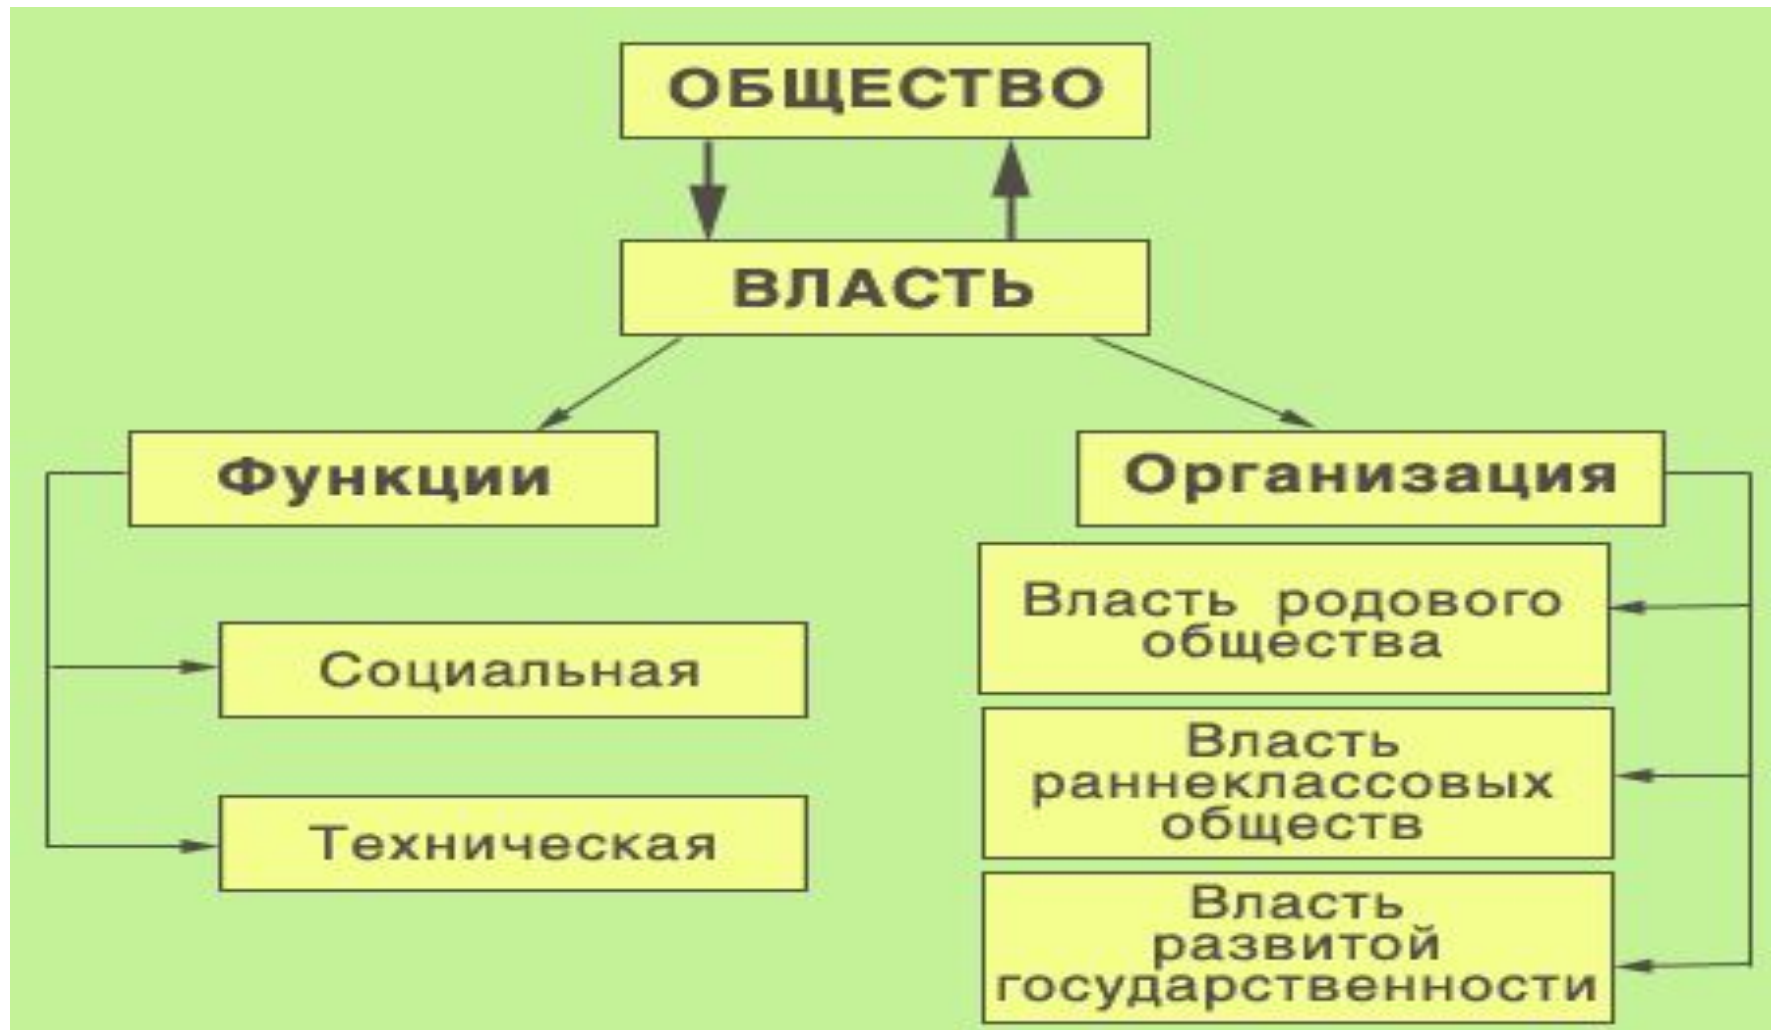 ОБЩЕСТВО
ВЛАСТЬ
Функции
Организация
Социальная
Техническая
Власть родового
общества
Власть
раннеклассовых
обществ
Власть
развитой
государственности